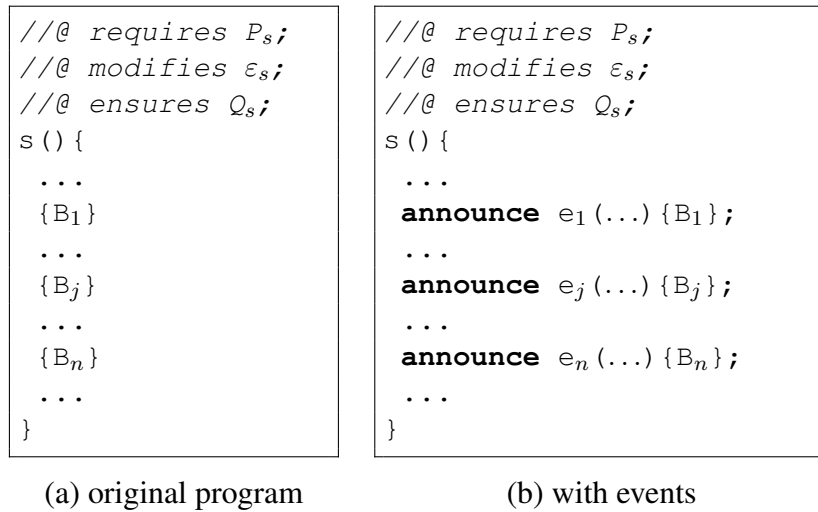 //@ requires Pₛ;
//@ modifies εₛ;
//@ ensures Qₛ;
s(){
...
{B₁}
...
{Bⱼ}
...
{Bₙ}
...
}
(a) original program
//@ requires Pₛ;
//@ modifies εₛ;
//@ ensures Qₛ;
s(){
...
announce e₁(...){B₁};
...
announce eⱼ(...){Bⱼ};
...
announce eₙ(...){Bₙ};
...
}
(b) with events